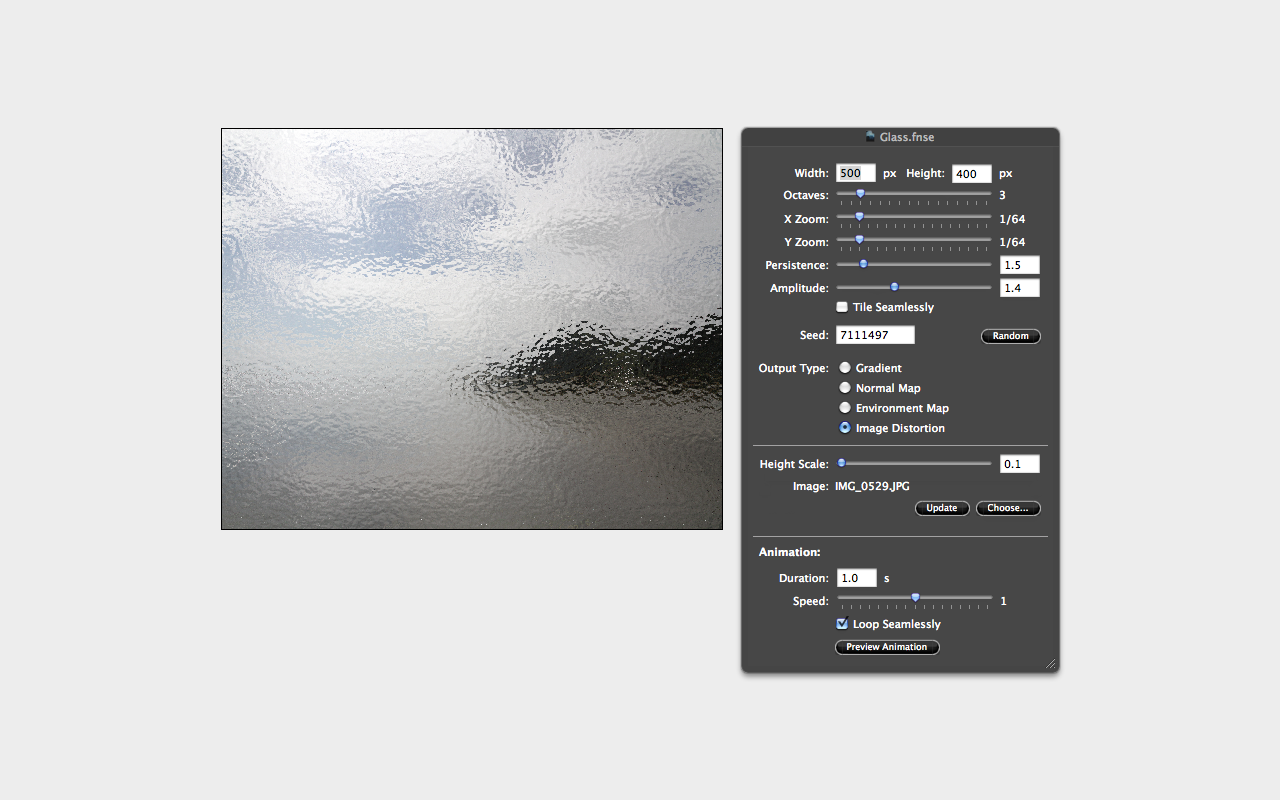 Glass.fnse
Width: 500 px Height: 400 px
Octaves: 3
X Zoom: 1/64
Y Zoom: 1/64
Persistence: 1.5
Amplitude: 1.4
Tile Seamlessly
Seed: 7111497 Random
Output Type: Gradient
Normal Map
Environment Map
Image Distortion
Height Scale: 0.1
Image: IMG_0529.JPG
Update Choose...
Animation:
Duration: 1.0 s
Speed: 1
Loop Seamlessly
Preview Animation